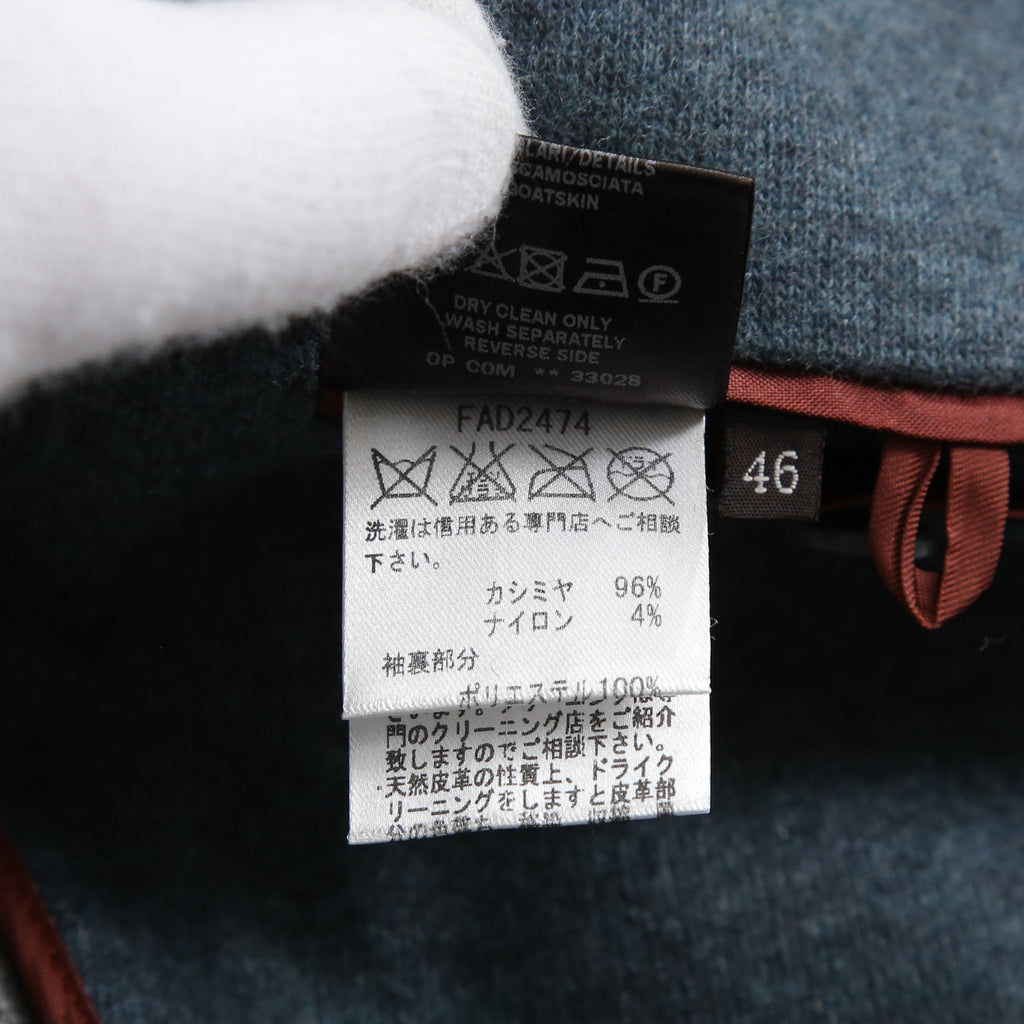 LARI/DETAILS
CAMOSCIATA
GOATSKIN
F
DRY CLEAN ONLY
WASH SEPARATELY
REVERSE SIDE
OP COM ** 33028
FAD2474
46
洗濯は信用ある専門店へご相談
下さい。
カシミヤ 96%
ナイロン 4%
袖裏部分
ポリエステル100%
門のクリーニング店をご紹介
致しますのでご相談下さい。
天然皮革の性質上、ドライク
リーニングをしますと皮革部